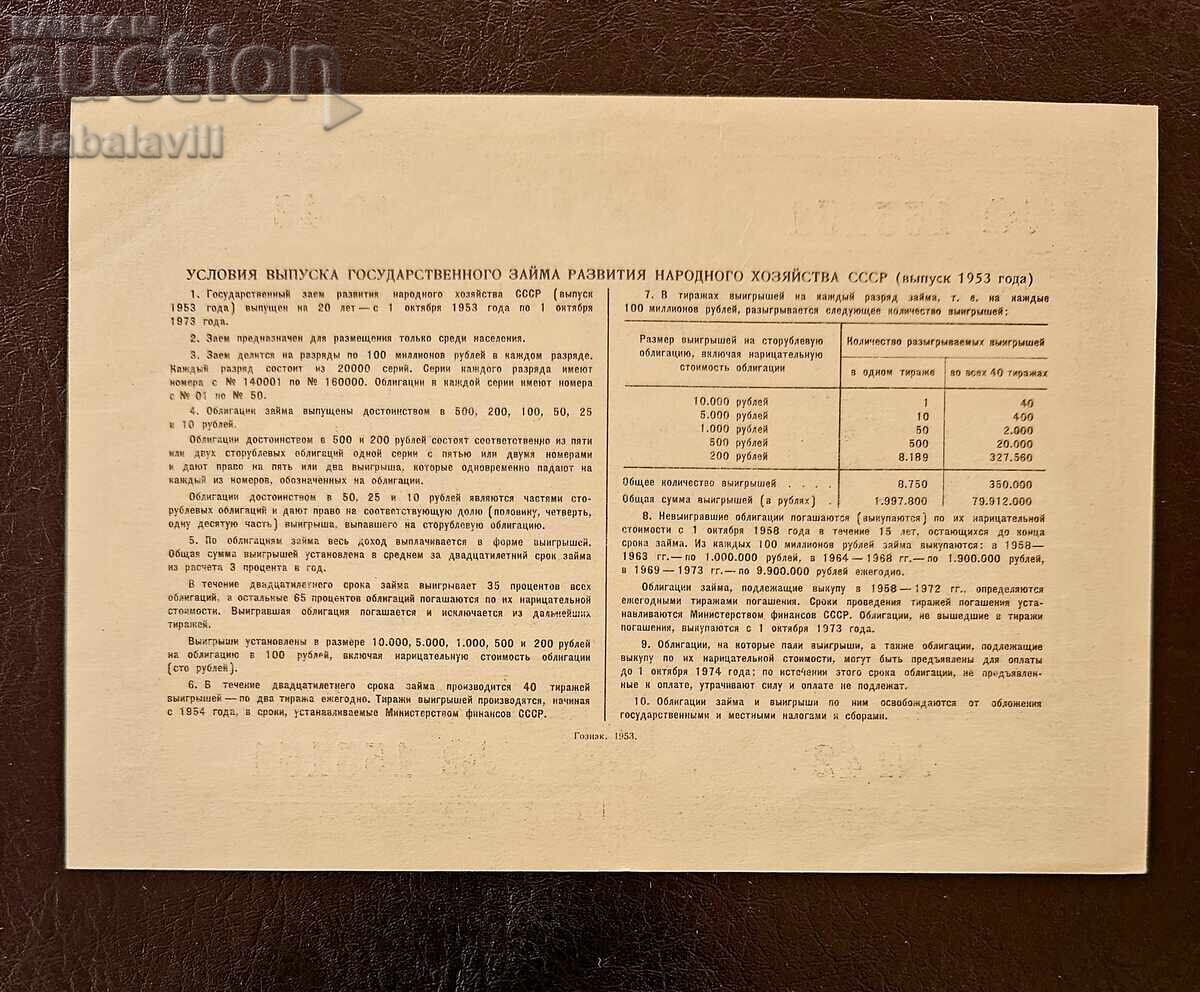 БАЛКАН
auction
zlabalavill
УСЛОВИЯ ВЫПУСКА ГОСУДАРСТВЕННОГО ЗАЙМА РАЗВИТИЯ НАРОДНОГО ХОЗЯЙСТВА СССР (выпуск 1953 года)
1. Государственный заем развития народного хозяйства СССР (выпуск
1953 года) выпущен на 20 лет — с 1 октября 1953 года по 1 октября
1973 года.
2. Заем предназначен для размещения только среди населения.
3. Заем делится на разряды по 100 миллионов рублей в каждом разряде.
Каждый разряд состоит из 20000 серий. Серии каждого разряда имеют
номера с № 140001 по № 160000. Облигации в каждой серии имеют номера
с № 01 по № 50.
4. Облигации займа выпущены достоинством в 500, 200, 100, 50, 25
и 10 рублей.
Облигации достоинством в 500 и 200 рублей состоят соответственно из пяти
или двух сторублевых облигаций одной серии с пятью или двумя номерами
и дают право на пять или два выигрыша, которые одновременно падают на
каждый из номеров, обозначенных на облигации.
Облигации достоинством в 50, 25 и 10 рублей являются частями сто-
рублевых облигаций и дают право на соответствующую долю (половину, четверть,
одну десятую часть) выигрыша, выпавшего на сторублевую облигацию.
5. По облигациям займа весь доход выплачивается в форме выигрышей.
Общая сумма выигрышей установлена в среднем за двадцатилетний срок займа
из расчета 3 процента в год.
В течение двадцатилетнего срока займа выигрывает 35 процентов всех
облигаций, а остальные 65 процентов облигаций погашаются по их нарицательной
стоимости. Выигравшая облигация погашается и исключается из дальнейших
тиражей.
Выигрыши установлены в размере 10.000, 5.000, 1.000, 500 и 200 рублей
на облигацию в 100 рублей, включая нарицательную стоимость облигации
(сто рублей).
6. В течение двадцатилетнего срока займа производится 40 тиражей
выигрышей — по два тиража ежегодно. Тиражи выигрышей производятся, начиная
с 1954 года, в сроки, устанавливаемые Министерством финансов СССР.
7. В тиражах выигрышей на каждый разряд займа, т. е. на каждые
100 миллионов рублей, разыгрывается следующее количество выигрышей:
Размер выигрышей на сторублевую облигацию, включая нарицательную стоимость облигации
Количество разыгрываемых выигрышей
в одном тираже во всех 40 тиражах
10.000 рублей 1 40
5.000 рублей 10 400
1.000 рублей 50 2.000
500 рублей 500 20.000
200 рублей 8.189 327.560
Общее количество выигрышей . . . . 8.750 350.000
Общая сумма выигрышей (в рублях) . 1.997.800 79.912.000
8. Невыигравшие облигации погашаются (выкупаются) по их нарицательной
стоимости с 1 октября 1958 года в течение 15 лет, остающихся до конца
срока займа. Из каждых 100 миллионов рублей займа выкупаются: в 1958—
1963 гг. — по 1.000.000 рублей, в 1964 — 1968 гг. — по 1.900.000 рублей,
в 1969 — 1973 гг. — по 9.900.000 рублей ежегодно.
Облигации займа, подлежащие выкупу в 1958 — 1972 гг., определяются
ежегодными тиражами погашения. Сроки проведения тиражей погашения уста-
навливаются Министерством финансов СССР. Облигации, не вышедшие в тиражи
погашения, выкупаются с 1 октября 1973 года.
9. Облигации, на которые пали выигрыши, а также облигации, подлежащие
выкупу по их нарицательной стоимости, могут быть предъявлены для оплаты
до 1 октября 1974 года; по истечении этого срока облигации, не предъявлен-
ные к оплате, утрачивают силу и оплате не подлежат.
10. Облигации займа и выигрыши по ним освобождаются от обложения
государственными и местными налогами и сборами.
Гознак. 1953.